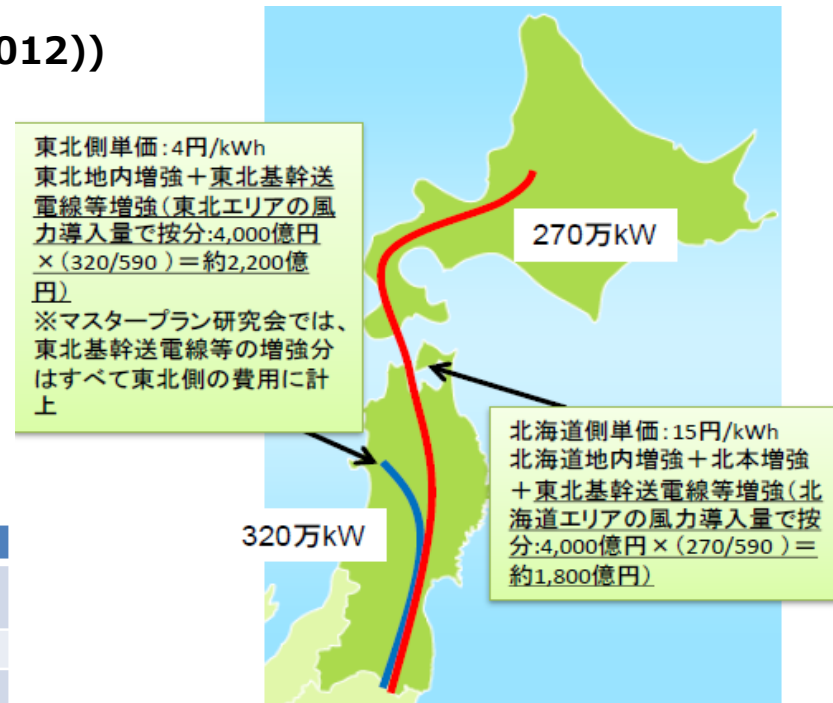 012))
東北側単価:4円/kWh
東北地内増強+東北基幹送
電線等増強(東北エリアの風
力導入量で按分:4,000億円
×(320/590 )=約2,200億
円)
※マスタープラン研究会では、
東北基幹送電線等の増強分
はすべて東北側の費用に計
上
270万kW
北海道側単価:15円/kWh
北海道地内増強+北本増強
+東北基幹送電線等増強(北
海道エリアの風力導入量で按
分:4,000億円×(270/590 )=
約1,800億円)
320万kW